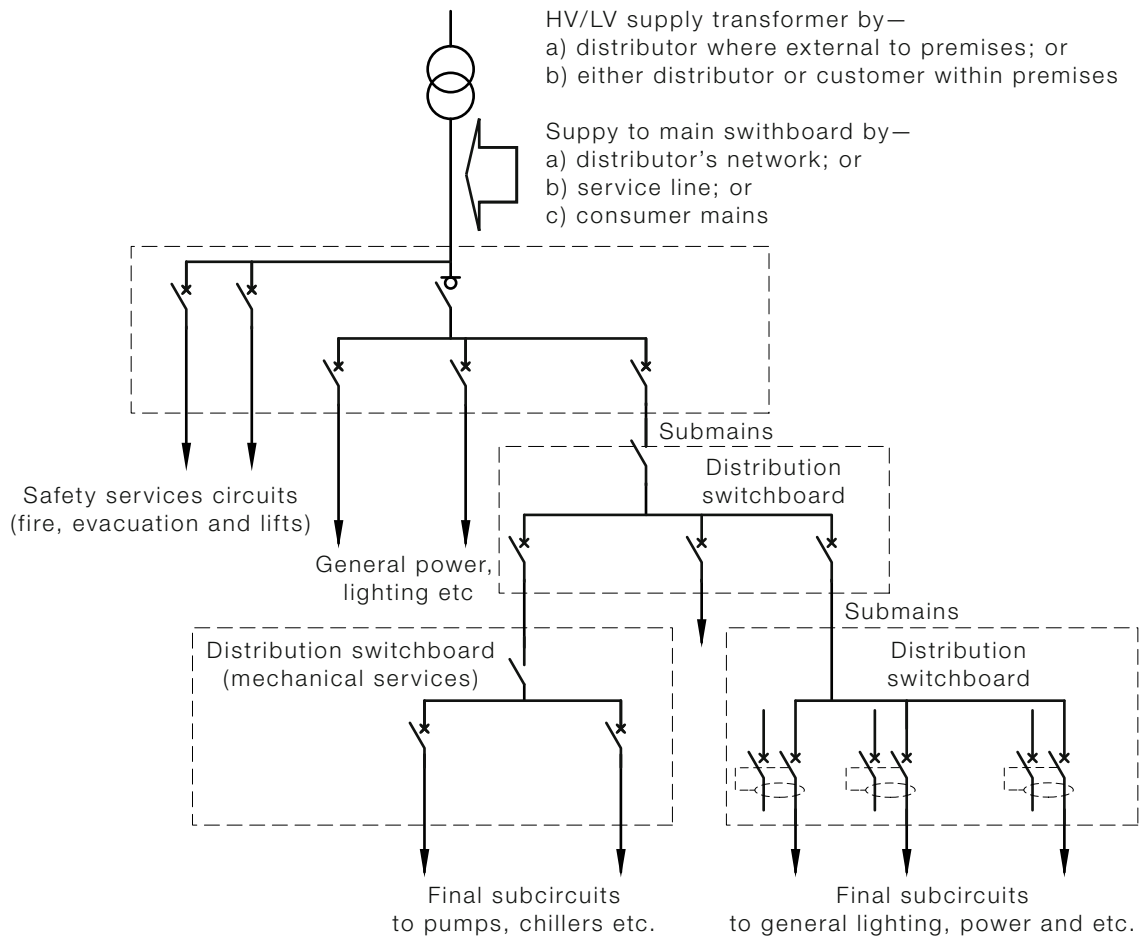 HV/LV supply transformer by—
a) distributor where external to premises; or
b) either distributor or customer within premises
Suppy to main swithboard by—
a) distributor's network; or
b) service line; or
c) consumer mains
Submains
Distribution
switchboard
Safety services circuits
(fire, evacuation and lifts)
General power,
lighting etc
Submains
Distribution switchboard
(mechanical services)
Distribution
switchboard
Final subcircuits
to pumps, chillers etc.
Final subcircuits
to general lighting, power and etc.